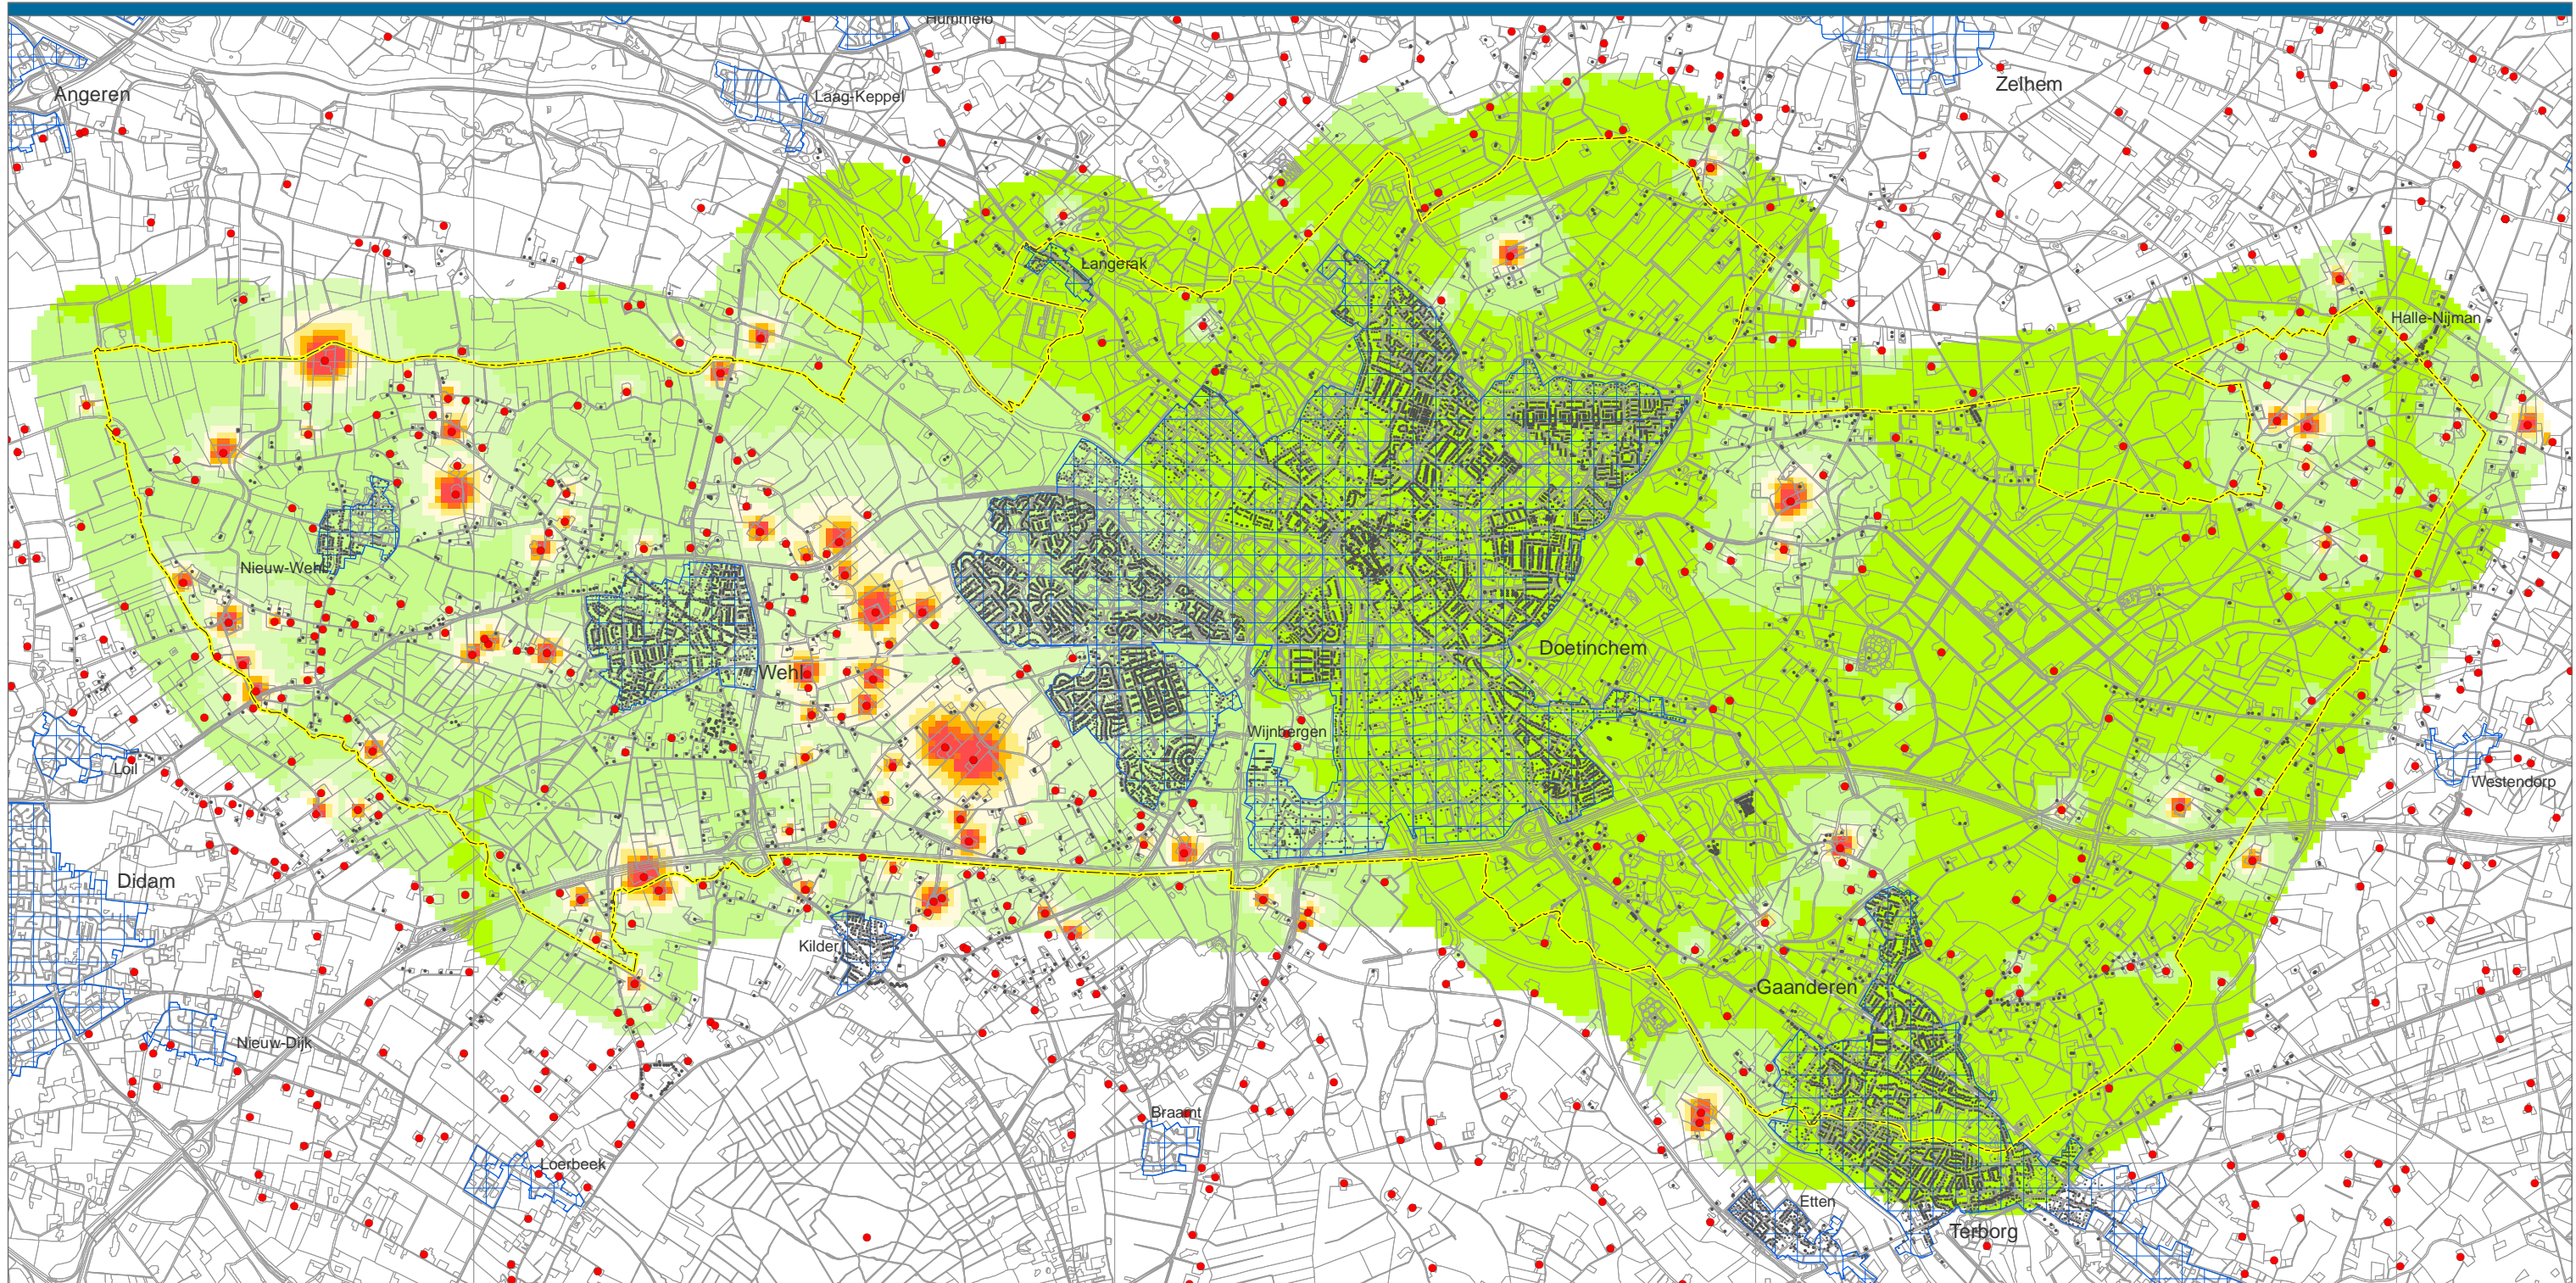 Hummelo
Angeren
Laag-Keppel
Zelhem
Langerak
Halle-Nijman
Nieuw-Wehl
Doetinchem
Wehl
Wijnbergen
Loil
Westendorp
Didam
Kilder
Gaanderen
Nieuw-Dijk
Braamt
Loerbeek
Etten
Terborg